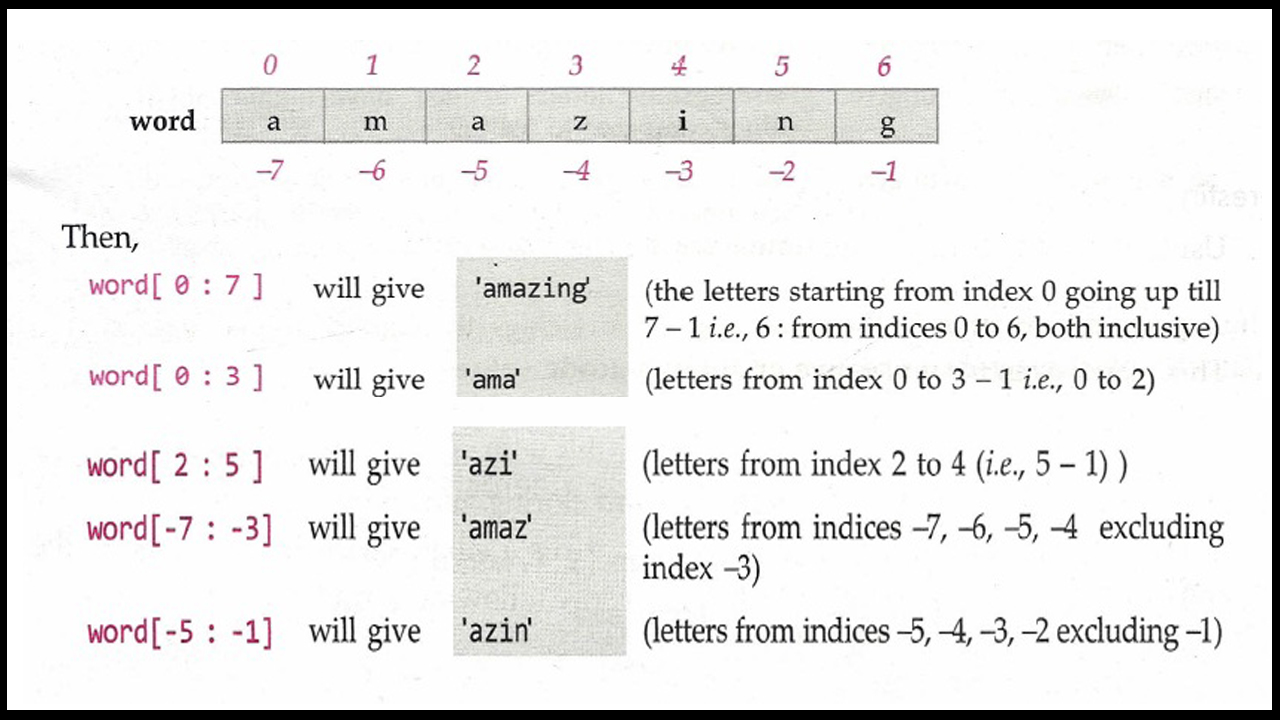 0 1 2 3 4 5 6
word a m a z i n g
–7 –6 –5 –4 –3 –2 –1
Then,
word[ 0 : 7 ] will give 'amazing' (the letters starting from index 0 going up till
7 – 1 i.e., 6 : from indices 0 to 6, both inclusive)
word[ 0 : 3 ] will give 'ama' (letters from index 0 to 3 – 1 i.e., 0 to 2)
word[ 2 : 5 ] will give 'azi' (letters from index 2 to 4 (i.e., 5 – 1) )
word[-7 : -3] will give 'amaz' (letters from indices –7, –6, –5, –4 excluding
index –3)
word[-5 : -1] will give 'azin' (letters from indices –5, –4, –3, –2 excluding –1)